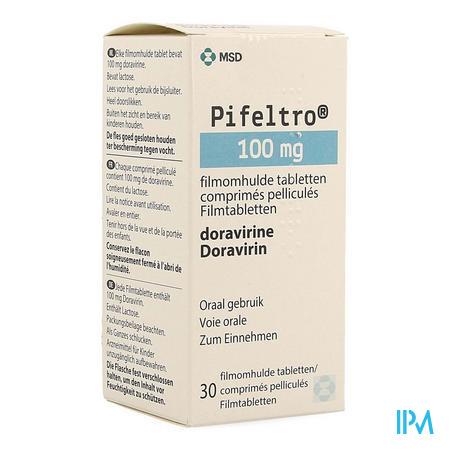 NL Elke filmomhulde tablet bevat
100 mg doravirine.
Bevat lactose.
Lees voor het gebruik de bijsluiter.
Heel doorslikken.
Buiten het zicht en bereik van
kinderen houden.
De fles goed gesloten houden
ter bescherming tegen vocht.
FR Chaque comprimé pelliculé
contient 100 mg de doravirine.
Contient du lactose.
Lire la notice avant utilisation.
Avaler en entier.
Tenir hors de la vue et de la portée
des enfants.
Conservez le flacon
soigneusement fermé à l'abri de
l'humidité.
DE Jede Filmtablette enthält
100 mg Doravirin.
Enthält Lactose.
Packungsbeilage beachten.
Als Ganzes schlucken.
Arzneimittel für Kinder
unzugänglich aufbewahren.
Die Flasche fest verschlossen
halten, um den Inhalt vor
Feuchtigkeit zu schützen.
MSD
Pifeltro®
100 mg
filmomhulde tabletten
comprimés pelliculés
Filmtabletten
doravirine
Doravirin
Oraal gebruik
Voie orale
Zum Einnehmen
30 filmomhulde tabletten/
comprimés pelliculés
Filmtabletten
IPM